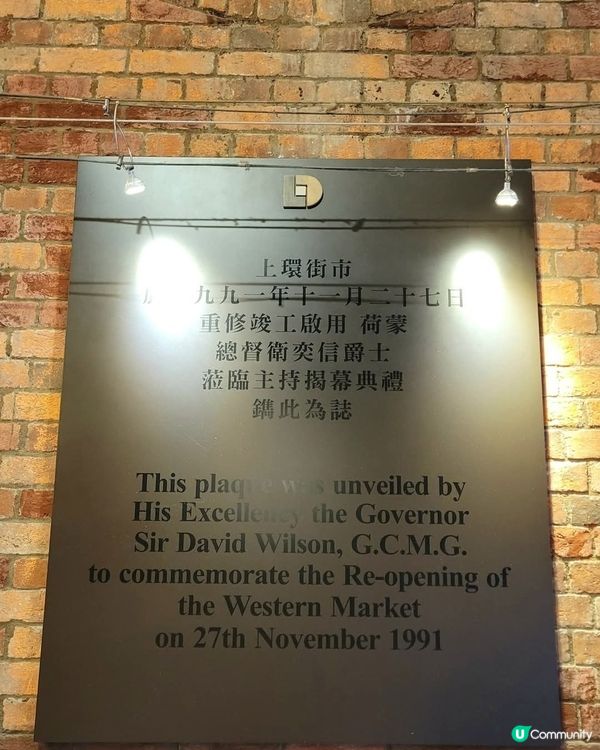 上環街市
九九一年十一月二十七日
重修竣工啟用 荷蒙
總督衛奕信爵士
蒞臨主持揭幕典禮
鐫此為誌
This plaque was unveiled by
His Excellency the Governor
Sir David Wilson, G.C.M.G.
to commemorate the Re-opening of
the Western Market
on 27th November 1991
U Community